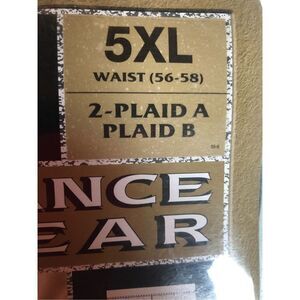 5XL
WAIST (56-58)
2-PLAID A
PLAID B
ANCE
EAR